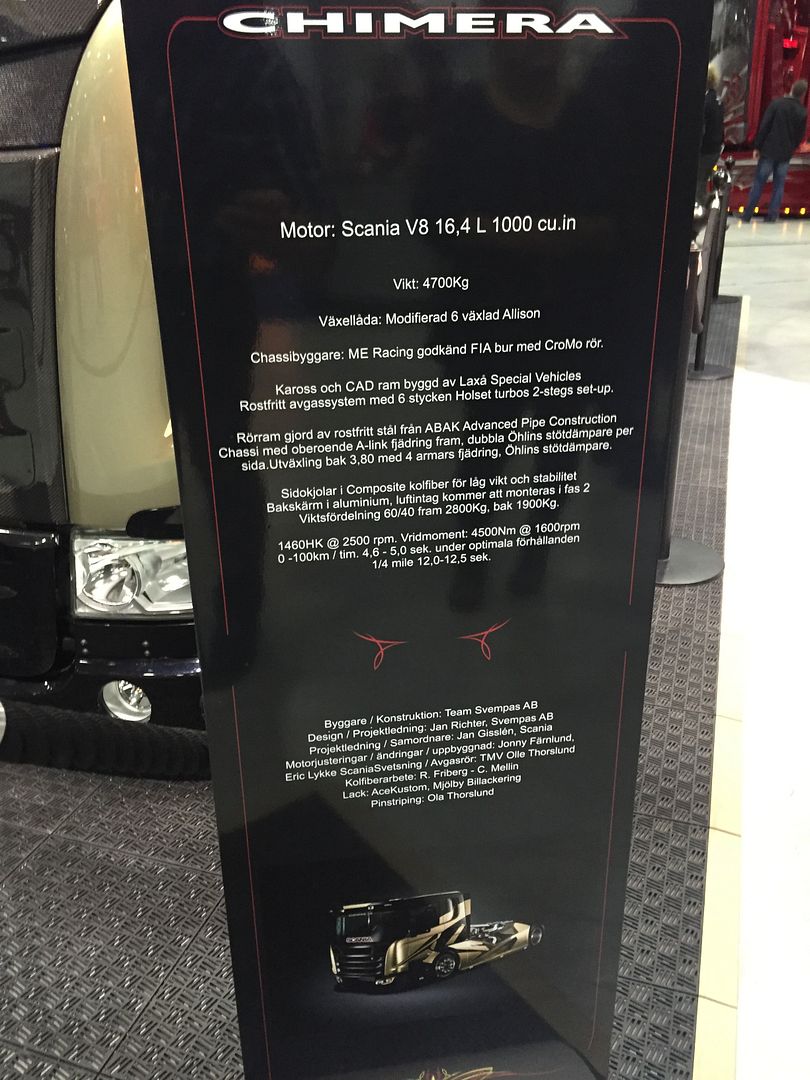 CHIMERA
Motor: Scania V8 16,4 L 1000 cu.in
Vikt: 4700Kg
Växellåda: Modifierad 6 växlad Allison
Chassibyggare: ME Racing godkänd FIA bur med CroMo rör.
Kaross och CAD ram byggd av Laxå Special Vehicles
Rostfritt avgassystem med 6 stycken Holset turbos 2-stegs set-up.
Rörram gjord av rostfritt stål från ABAK Advanced Pipe Construction
Chassi med oberoende A-link fjädring fram, dubbla Öhlins stötdämpare per
sida.Utväxling bak 3,80 med 4 armars fjädring, Öhlins stötdämpare.
Sidokjolar i Composite kolfiber för låg vikt och stabilitet
Bakskärm i aluminium, luftintag kommer att monteras i fas 2
Viktsfördelning 60/40 fram 2800Kg, bak 1900Kg.
1460HK @ 2500 rpm. Vridmoment: 4500Nm @ 1600rpm
0 -100km / tim. 4,6 - 5,0 sek. under optimala förhållanden
1/4 mile 12,0-12,5 sek.
Byggare / Konstruktion: Team Svempas AB
Design / Projektledning: Jan Richter, Svempas AB
Projektledning / Samordnare: Jan Gisslén, Scania
Motorjusteringar / ändringar / uppbyggnad: Jonny Färnlund,
Eric Lykke ScaniaSvetsning / Avgasrör: TMV Olle Thorslund
Kolfiberarbete: R. Friberg - C. Mellin
Lack: AceKustom, Mjölby Billackering
Pinstriping: Ola Thorslund
SCANIA